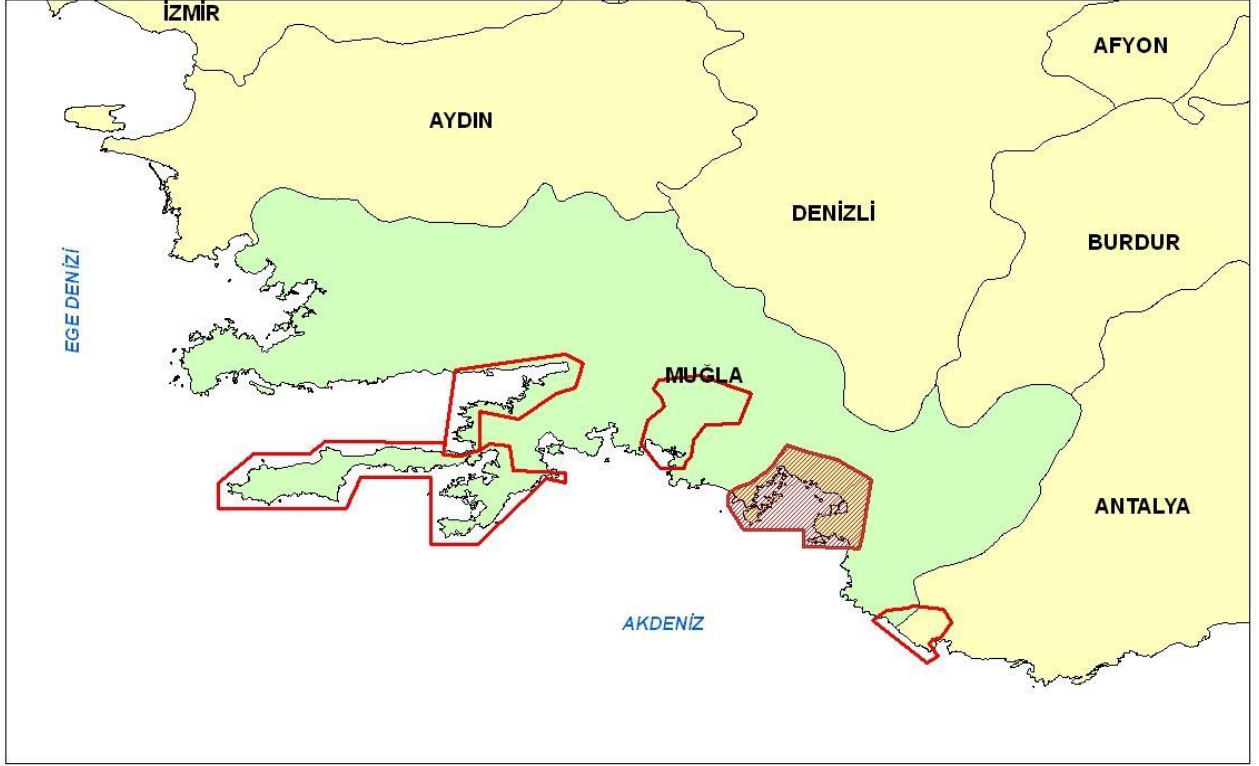 İZMİR
AFYON
AYDIN
DENİZLİ
BURDUR
EGE DENİZİ
MUĞLA
ANTALYA
AKDENİZ